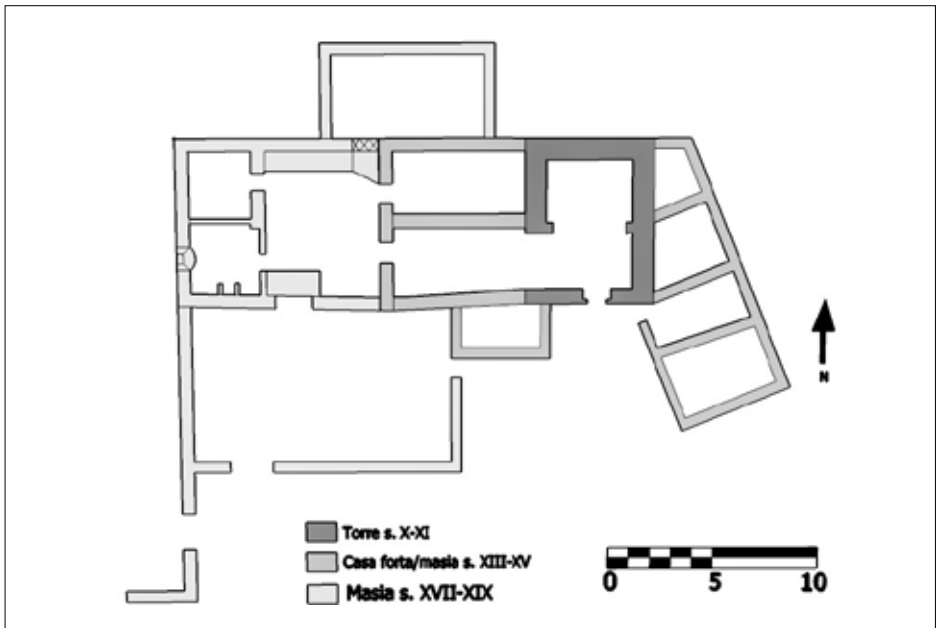 N
Torre s. X-XI
Casa forta/masia s. XIII-XV
Masia s. XVII-XIX
0 5 10